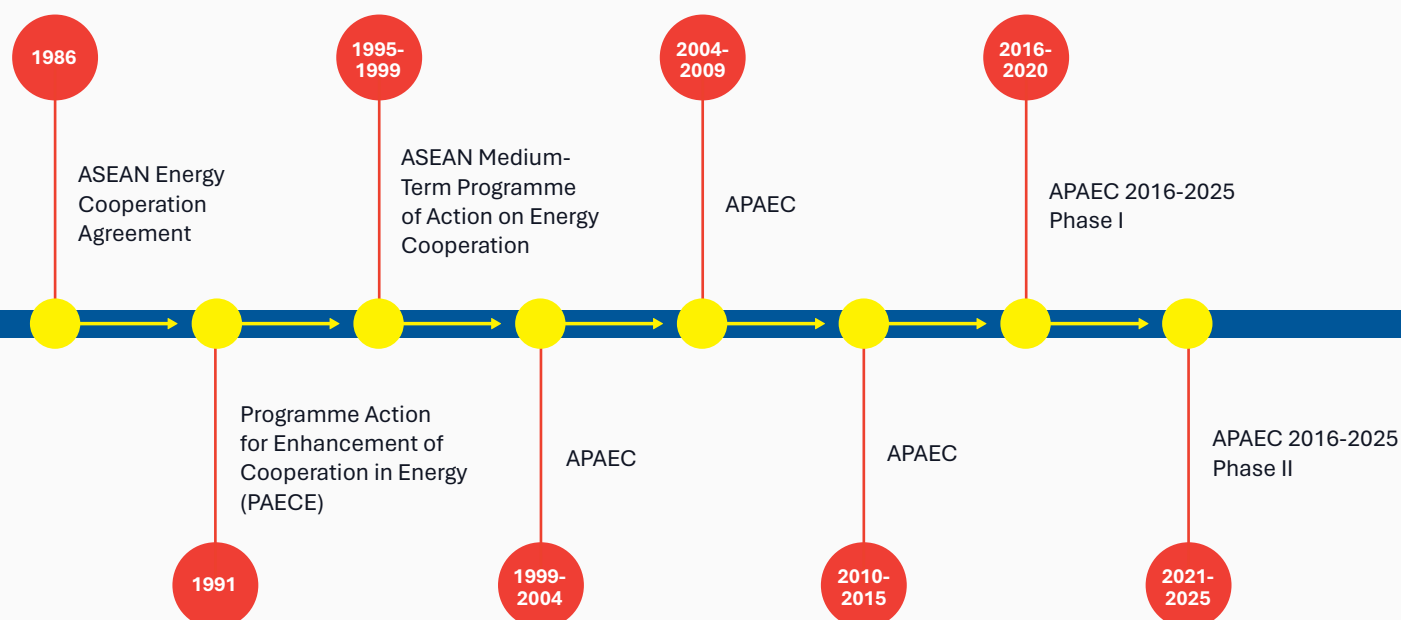 1986
ASEAN Energy
Cooperation
Agreement
1991
Programme Action
for Enhancement of
Cooperation in Energy
(PAECE)
1995-
1999
ASEAN Medium-
Term Programme
of Action on Energy
Cooperation
1999-
2004
APAEC
2004-
2009
APAEC
2010-
2015
APAEC
2016-
2020
APAEC 2016-2025
Phase I
2021-
2025
APAEC 2016-2025
Phase II